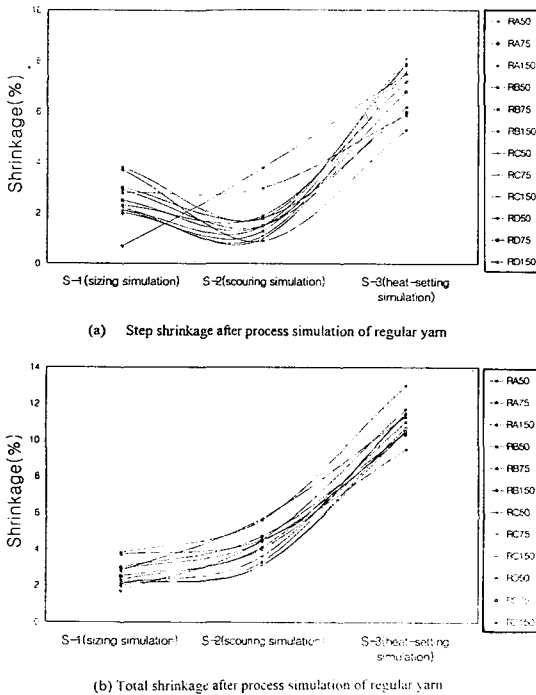 10
8
6
4
2
0
Shrinkage(%)
S-1(sizing simulation)
S-2(scouring simulation)
S-3(heat-setting
simulation)
RA50
RA75
RA150
RB50
RB75
RB150
RC50
RC75
RC150
RD50
RD75
RD150
(a) Step shrinkage after process simulation of regular yarn
14
12
10
8
6
4
2
0
Shrinkage(%)
S-1(sizing simulation)
S-2(scouring simulation)
S-3(heat-setting
simulation)
RA50
RA75
RA150
RB50
RB75
RB150
RC50
RC75
RC150
RD50
(b) Total shrinkage after process simulation of regular yarn